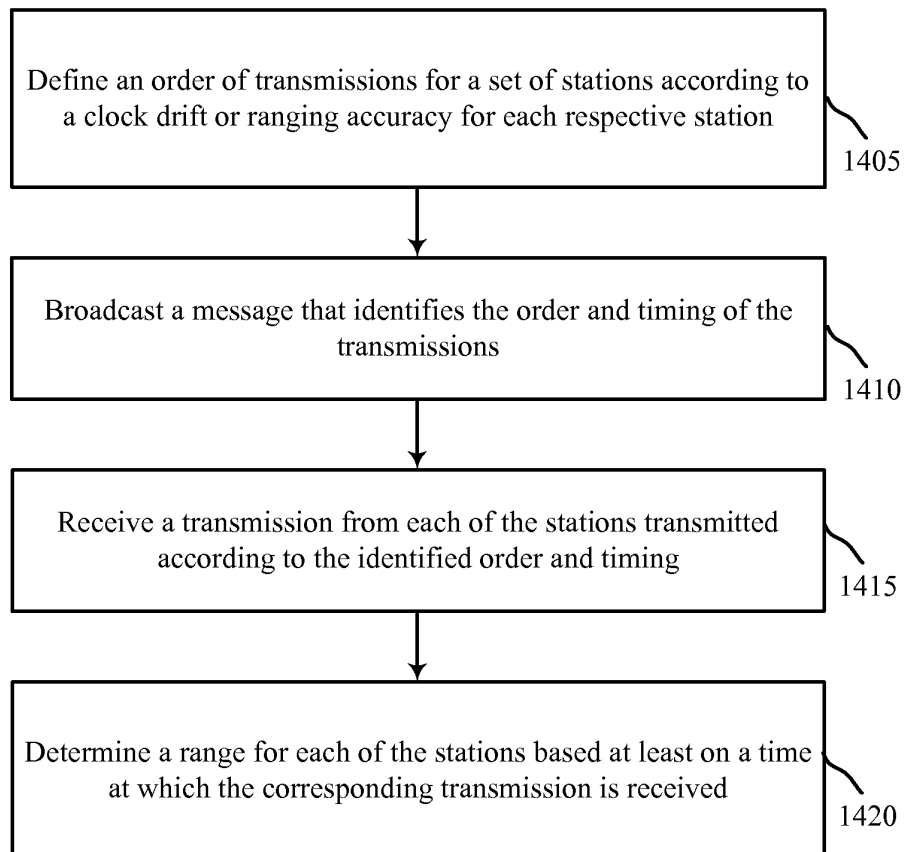 Define an order of transmissions for a set of stations according to
a clock drift or ranging accuracy for each respective station
1405
Broadcast a message that identifies the order and timing of the
transmissions
1410
Receive a transmission from each of the stations transmitted
according to the identified order and timing
1415
Determine a range for each of the stations based at least on a time
at which the corresponding transmission is received
1420